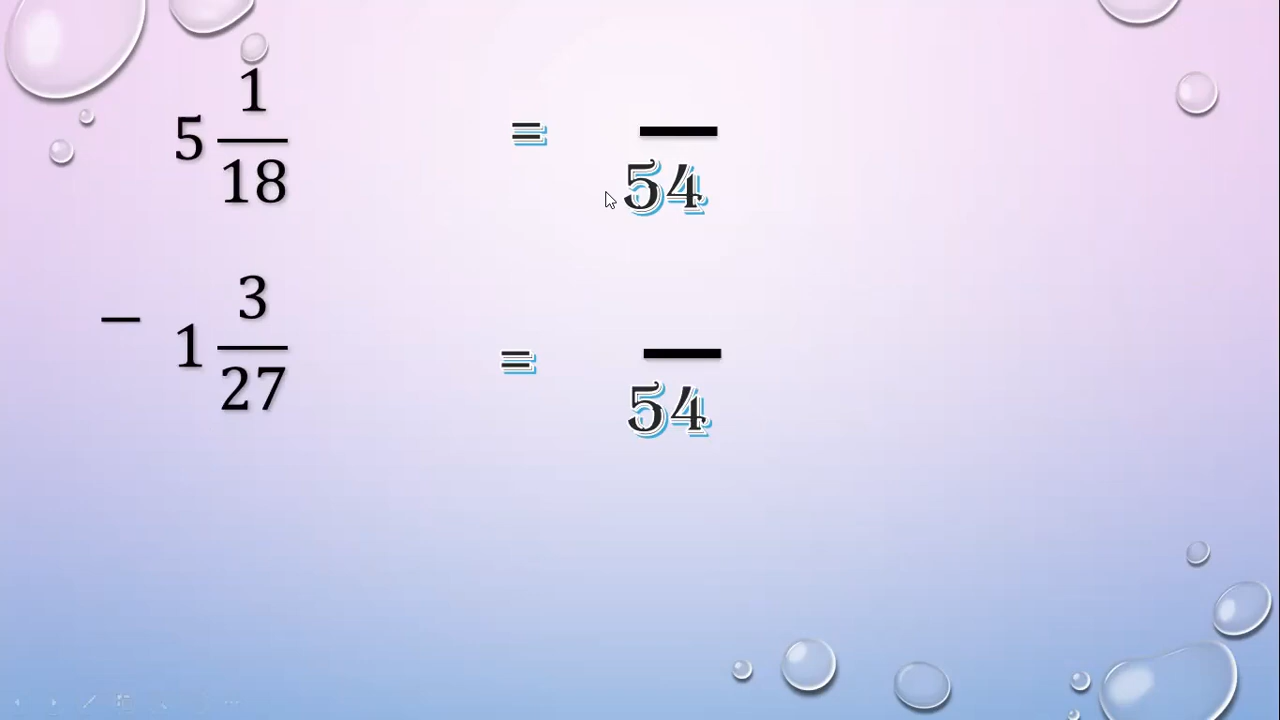 5 1/18 = /54
− 1 3/27 = /54